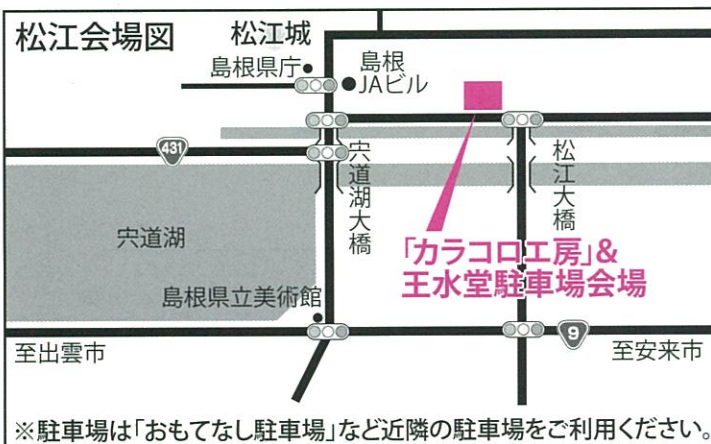 松江会場図
松江城
島根県庁
島根
JAビル
431
宍道湖大橋
松江大橋
宍道湖
「カラコロ工房」&
王水堂駐車場会場
島根県立美術館
9
至出雲市
至安来市
※駐車場は「おもてなし駐車場」など近隣の駐車場をご利用ください。